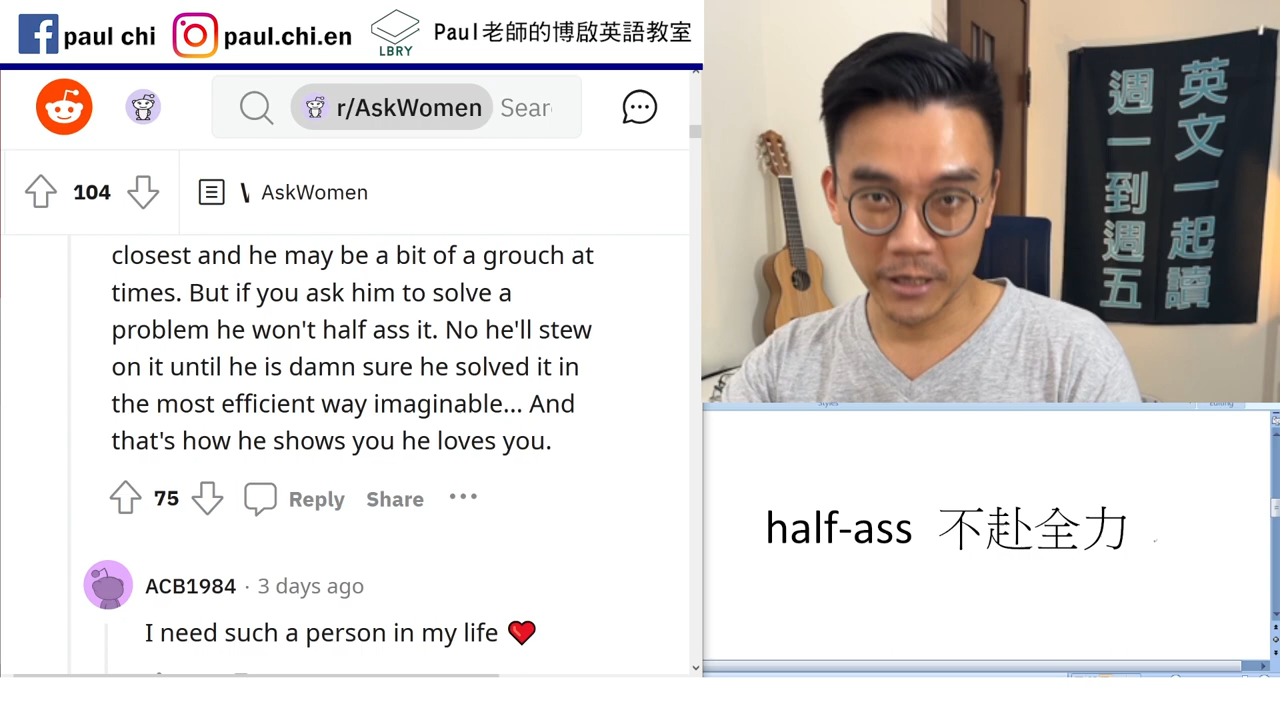 paul chi
paul.chi.en
LBRY
Paul老師的博啟英語教室
r/AskWomen
Sear
104
AskWomen
closest and he may be a bit of a grouch at
times. But if you ask him to solve a
problem he won't half ass it. No he'll stew
on it until he is damn sure he solved it in
the most efficient way imaginable... And
that's how he shows you he loves you.
75
Reply
Share
ACB1984 · 3 days ago
I need such a person in my life ❤️
英文一起讀
週一到週五
half-ass 不赴全力